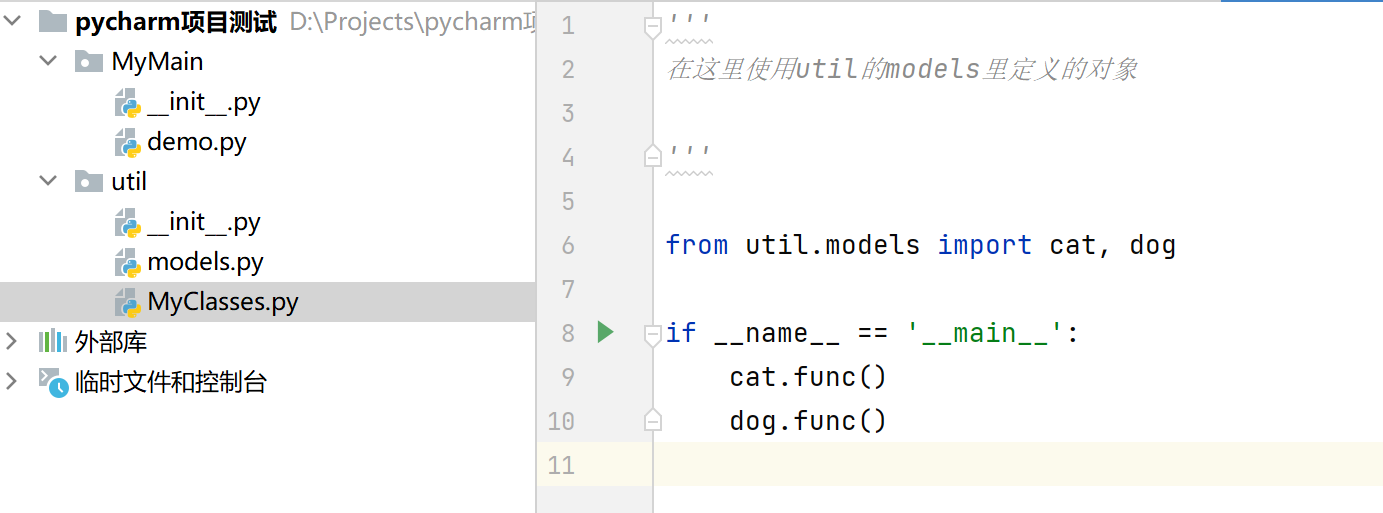 pycharm项目测试 D:\Projects\pycharm项
MyMain
__init__.py
demo.py
util
__init__.py
models.py
MyClasses.py
外部库
临时文件和控制台
1 '''
2 在这里使用util的models里定义的对象
3
4 '''
5
6 from util.models import cat, dog
7
8 if __name__ == '__main__':
9     cat.func()
10     dog.func()
11